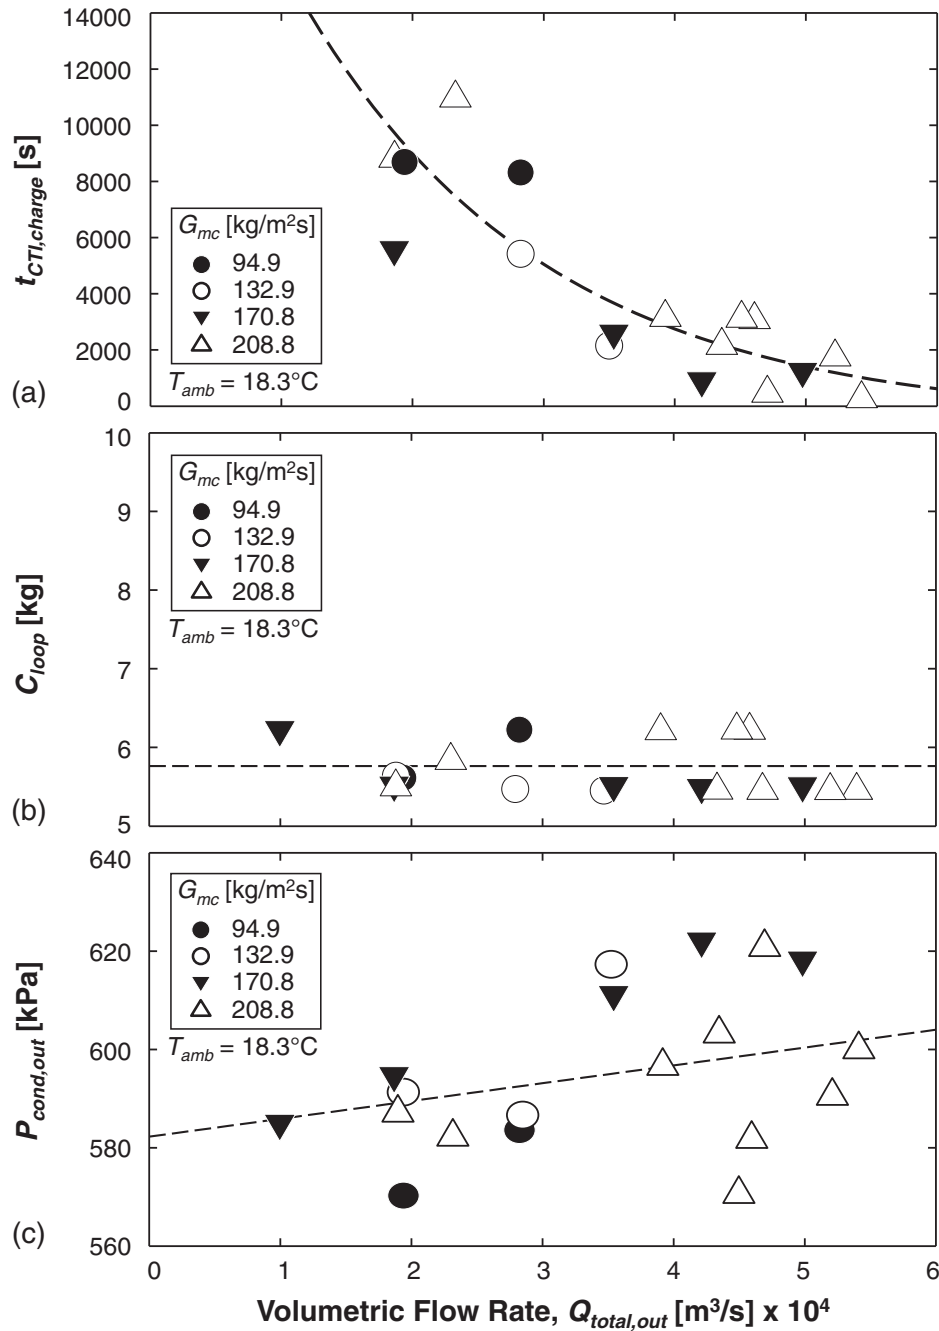 14000
12000
10000
8000
6000
4000
2000
0
t_CTI,charge [s]
G_mc [kg/m²s]
94.9
132.9
170.8
208.8
T_amb = 18.3°C
(a)
10
9
8
7
6
5
C_loop [kg]
G_mc [kg/m²s]
94.9
132.9
170.8
208.8
T_amb = 18.3°C
(b)
640
620
600
580
560
P_cond,out [kPa]
G_mc [kg/m²s]
94.9
132.9
170.8
208.8
T_amb = 18.3°C
(c)
0 1 2 3 4 5 6
Volumetric Flow Rate, Q_total,out [m³/s] x 10⁴